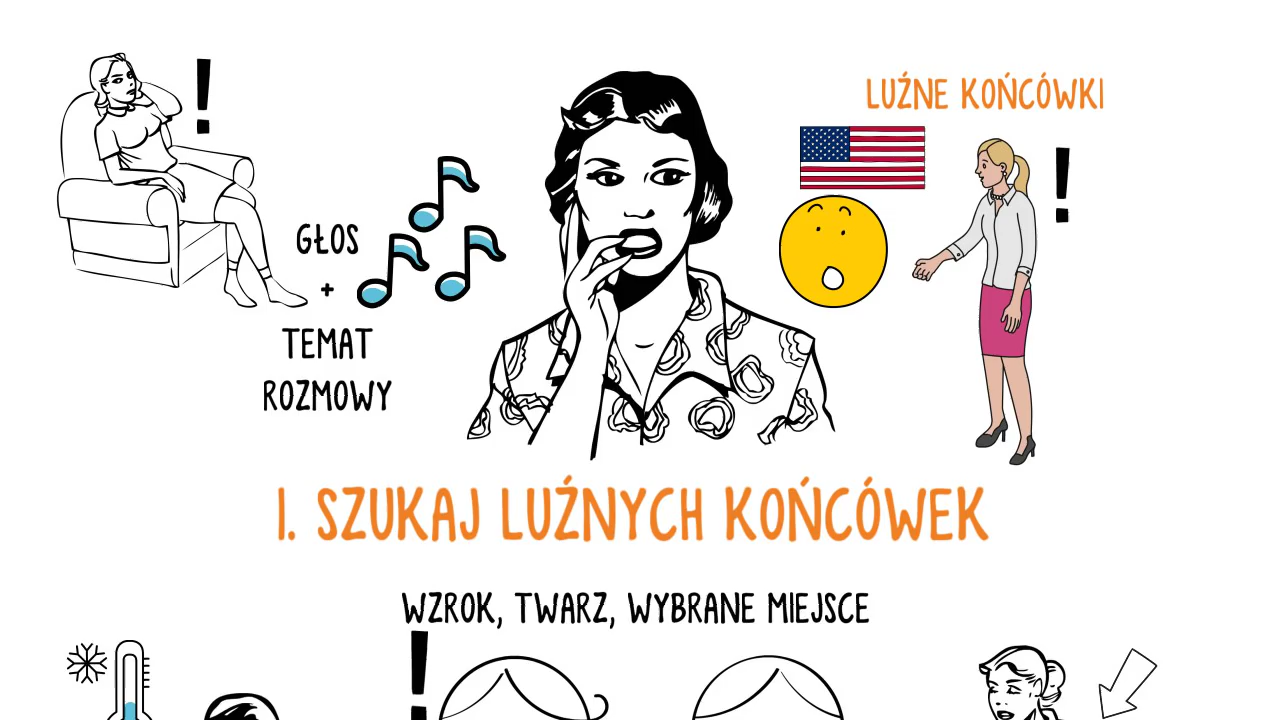 !
GŁOS
+
TEMAT
ROZMOWY
LUŹNE KOŃCÓWKI
!
1. SZUKAJ LUŹNYCH KOŃCÓWEK
WZROK, TWARZ, WYBRANE MIEJSCE
!